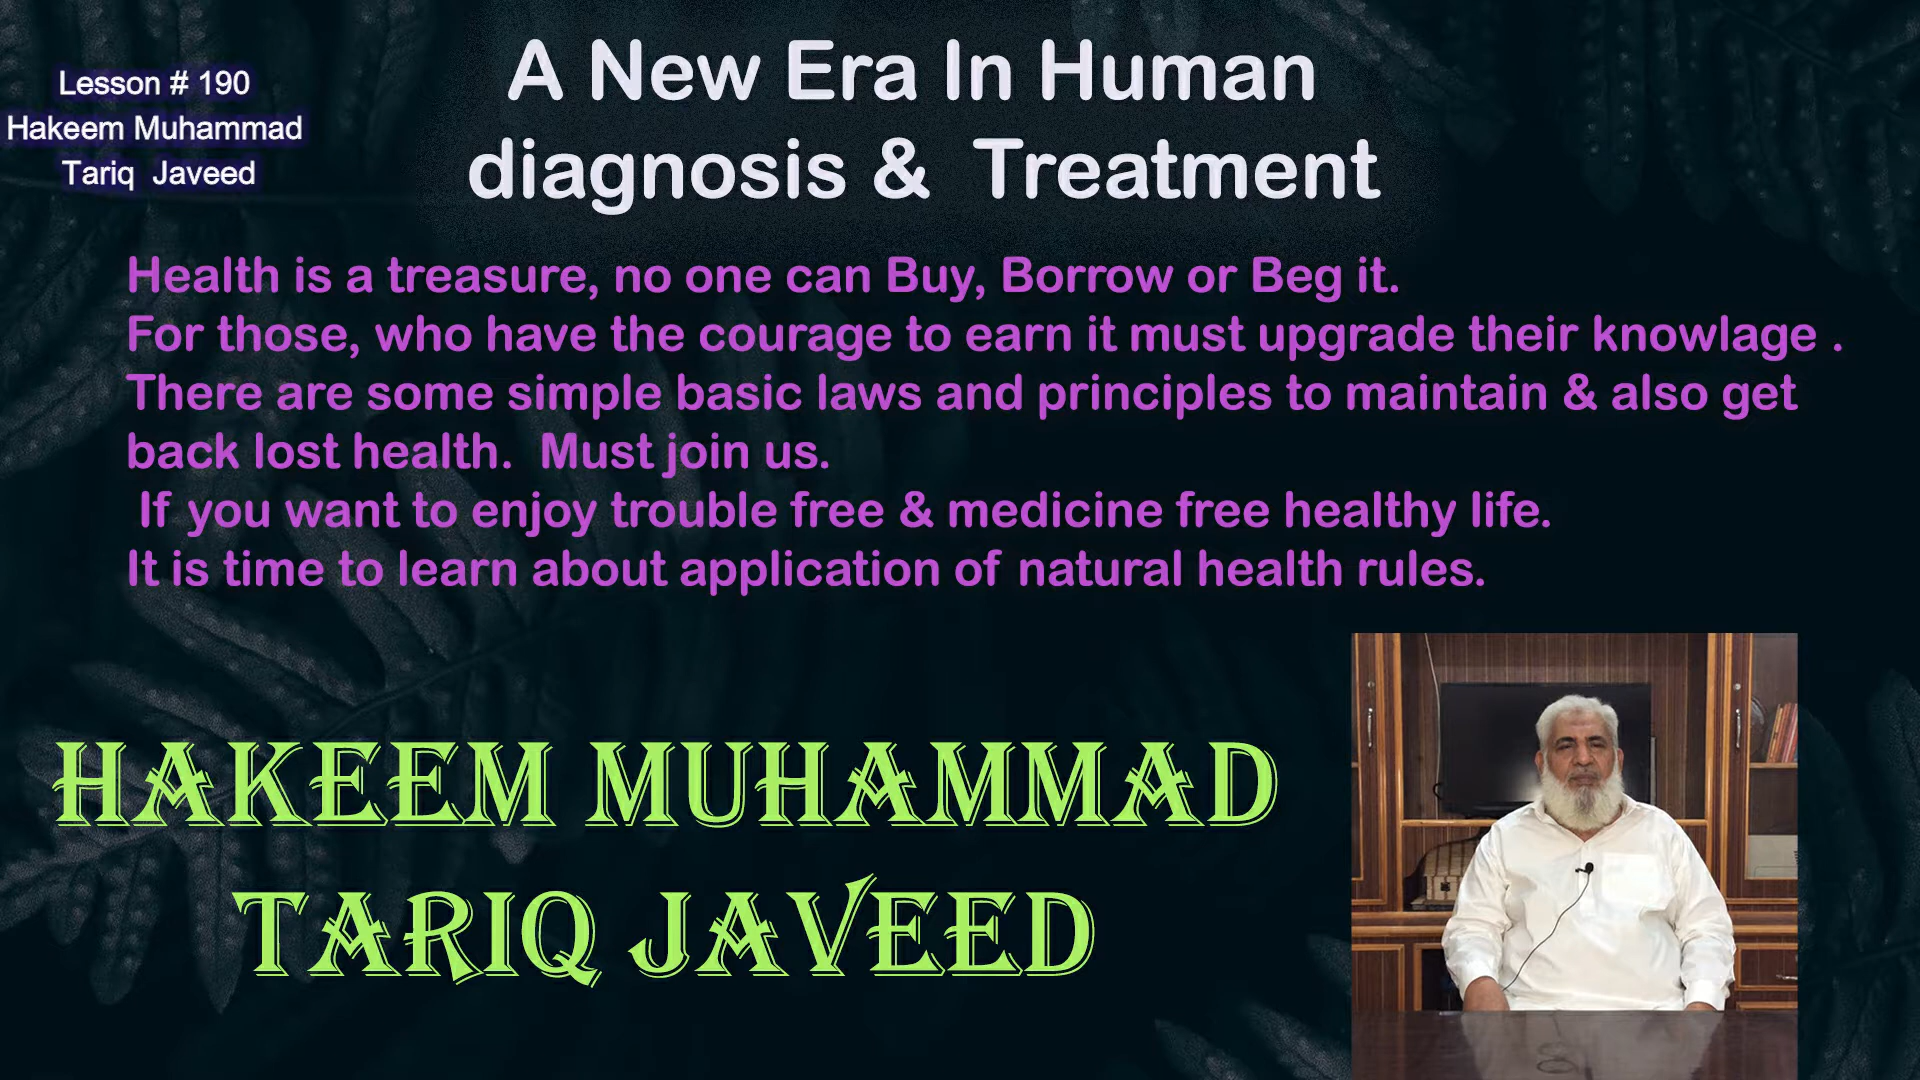 Lesson # 190
Hakeem Muhammad
Tariq Javeed
A New Era In Human
diagnosis & Treatment
Health is a treasure, no one can Buy, Borrow or Beg it.
For those, who have the courage to earn it must upgrade their knowlage .
There are some simple basic laws and principles to maintain & also get
back lost health. Must join us.
If you want to enjoy trouble free & medicine free healthy life.
It is time to learn about application of natural health rules.
HAKEEM MUHAMMAD
TARIQ JAVEED